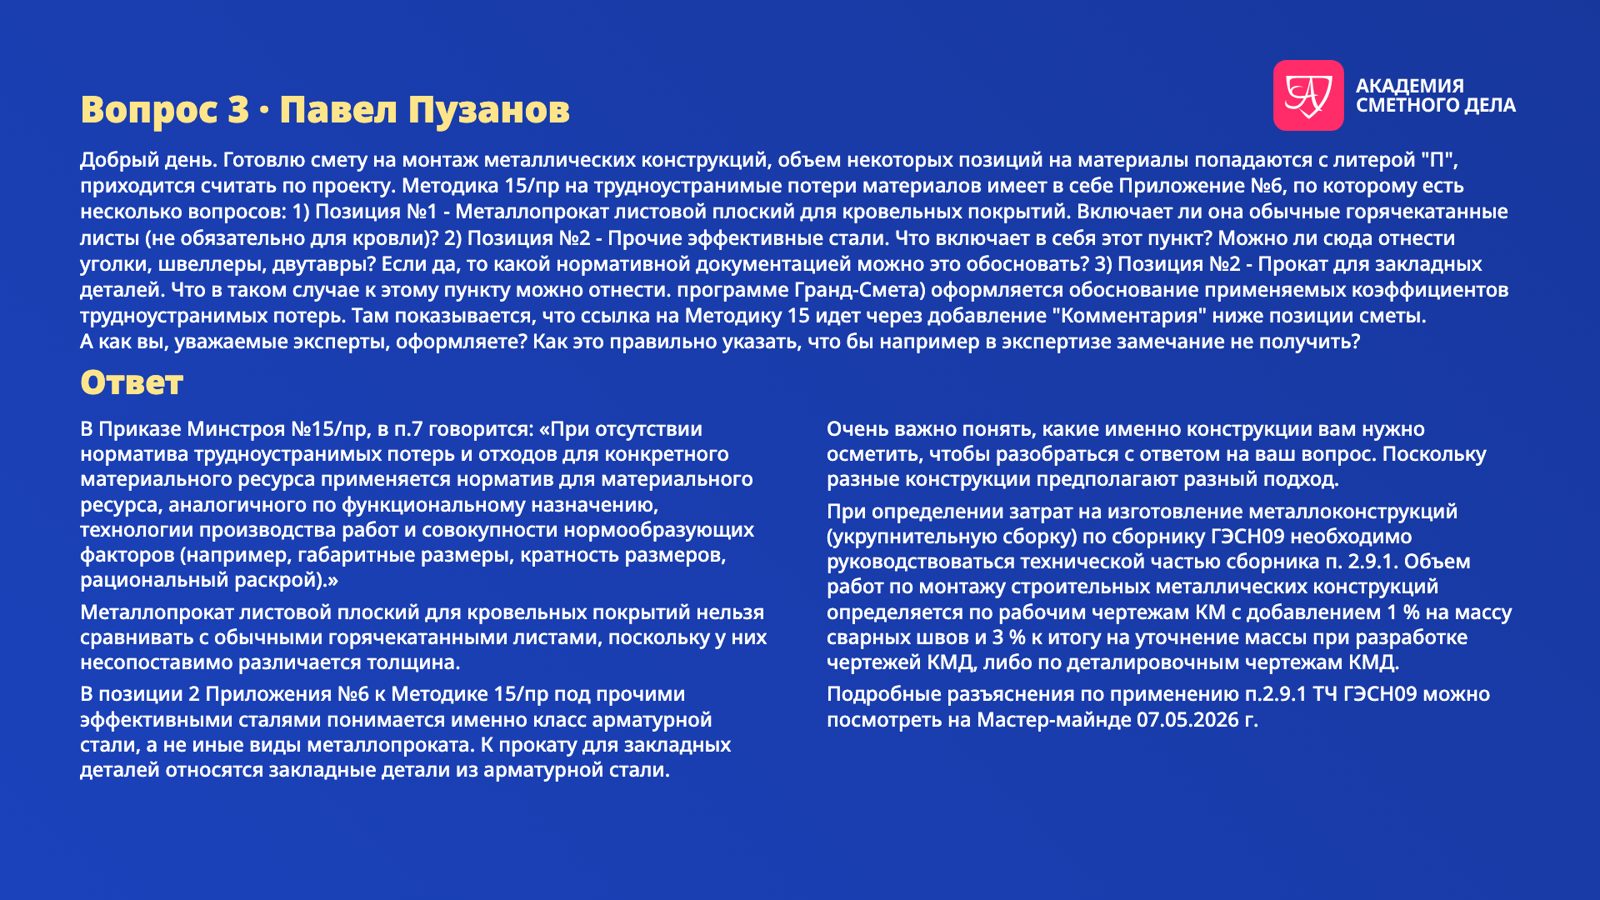 АКАДЕМИЯ
СМЕТНОГО ДЕЛА
Вопрос 3 · Павел Пузанов
Добрый день. Готовлю смету на монтаж металлических конструкций, объем некоторых позиций на материалы попадаются с литерой "П",
приходится считать по проекту. Методика 15/пр на трудноустранимые потери материалов имеет в себе Приложение №6, по которому есть
несколько вопросов: 1) Позиция №1 - Металлопрокат листовой плоский для кровельных покрытий. Включает ли она обычные горячекатанные
листы (не обязательно для кровли)? 2) Позиция №2 - Прочие эффективные стали. Что включает в себя этот пункт? Можно ли сюда отнести
уголки, швеллеры, двутавры? Если да, то какой нормативной документацией можно это обосновать? 3) Позиция №2 - Прокат для закладных
деталей. Что в таком случае к этому пункту можно отнести. программе Гранд-Смета) оформляется обоснование применяемых коэффициентов
трудноустранимых потерь. Там показывается, что ссылка на Методику 15 идет через добавление "Комментария" ниже позиции сметы.
А как вы, уважаемые эксперты, оформляете? Как это правильно указать, что бы например в экспертизе замечание не получить?
Ответ
В Приказе Минстроя №15/пр, в п.7 говорится: «При отсутствии
норматива трудноустранимых потерь и отходов для конкретного
материального ресурса применяется норматив для материального
ресурса, аналогичного по функциональному назначению,
технологии производства работ и совокупности нормообразующих
факторов (например, габаритные размеры, кратность размеров,
рациональный раскрой).»
Металлопрокат листовой плоский для кровельных покрытий нельзя
сравнивать с обычными горячекатанными листами, поскольку у них
несопоставимо различается толщина.
В позиции 2 Приложения №6 к Методике 15/пр под прочими
эффективными сталями понимается именно класс арматурной
стали, а не иные виды металлопроката. К прокату для закладных
деталей относятся закладные детали из арматурной стали.
Очень важно понять, какие именно конструкции вам нужно
осметить, чтобы разобраться с ответом на ваш вопрос. Поскольку
разные конструкции предполагают разный подход.
При определении затрат на изготовление металлоконструкций
(укрупнительную сборку) по сборнику ГЭСН09 необходимо
руководствоваться технической частью сборника п. 2.9.1. Объем
работ по монтажу строительных металлических конструкций
определяется по рабочим чертежам КМ с добавлением 1 % на массу
сварных швов и 3 % к итогу на уточнение массы при разработке
чертежей КМД, либо по деталировочным чертежам КМД.
Подробные разъяснения по применению п.2.9.1 ТЧ ГЭСН09 можно
посмотреть на Мастер-майнде 07.05.2026 г.